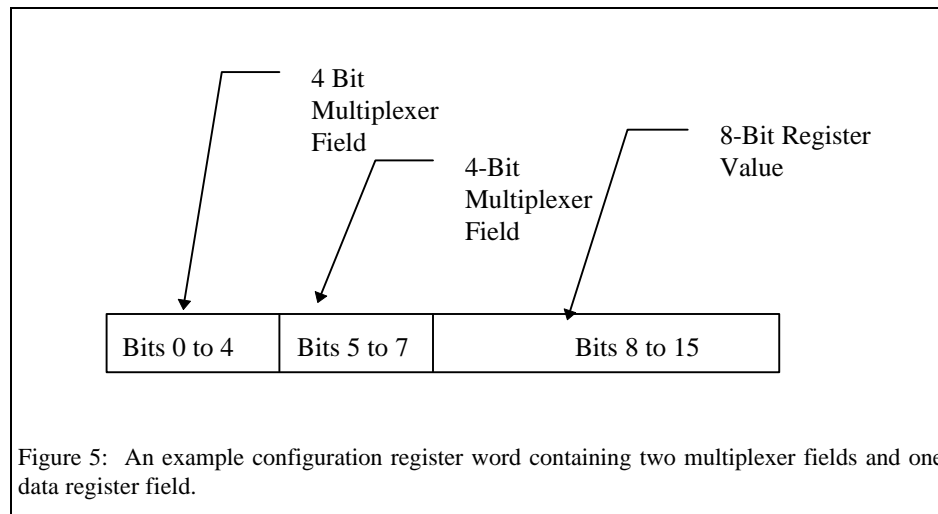 4 Bit
Multiplexer
Field
4-Bit
Multiplexer
Field
8-Bit Register
Value
Bits 0 to 4
Bits 5 to 7
Bits 8 to 15
Figure 5: An example configuration register word containing two multiplexer fields and one
data register field.